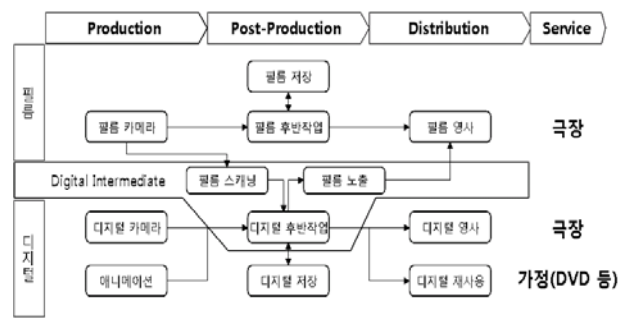 Production Post-Production Distribution Service
필름 저장
필름
필름 카메라 필름 후반작업 필름 영사 극장
Digital Intermediate 필름 스캐닝 필름 노출
디지털
디지털 카메라 디지털 후반작업 디지털 영사 극장
애니메이션 디지털 저장 디지털 재사용 가정(DVD 등)